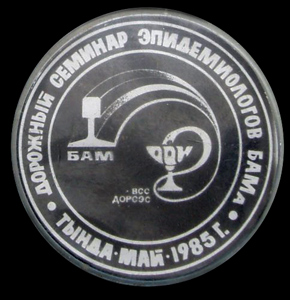 ДОРОЖНЫЙ СЕМИНАР ЭПИДЕМИОЛОГОВ БАМА
БАМ
ВСС
ДОРСЭС
ТЫНДА · МАЙ · 1985 Г.